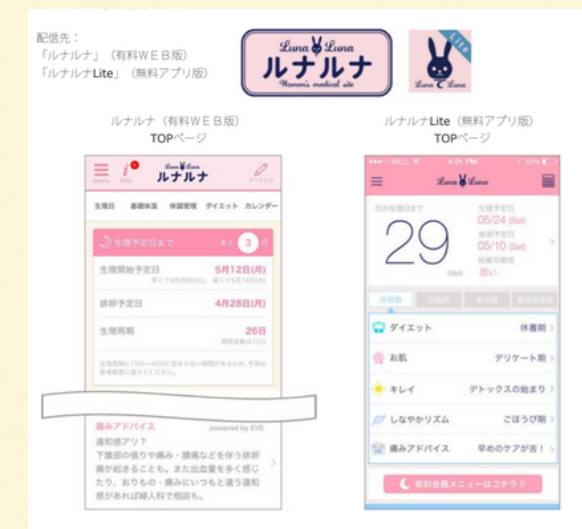 配信先：
「ルナルナ」（有料ＷＥＢ版）
「ルナルナLite」（無料アプリ版）
Luna Luna
ルナルナ
Women's medical site
Lite
Luna Luna
ルナルナ（有料ＷＥＢ版）
TOPページ
menu
info
Luna Luna
ルナルナ
生理日 基礎体温 体調管理 ダイエット カレンダー
生理予定日まで あと 3 日
生理開始予定日 5月12日(月)
排卵予定日 4月28日(月)
生理周期 26日
痛みアドバイス powered by EVE
違和感アリ？
下腹部の張りや痛み・腰痛などを伴う排卵
痛が起きることも。また出血量を多く感じ
たり、おりもの・痛みにいつもと違う違和
感があれば婦人科で相談も。
ルナルナLite（無料アプリ版）
TOPページ
BELL 4:21 PM 22%
Luna Luna
次の生理日まで
29
days
生理予定日
05/24 (Sat)
排卵予定日
05/10 (Sat)
妊娠可能性
低い
月経期
ダイエット 休養期
お肌 デリケート期
キレイ デトックスの始まり
しなやかリズム ごほうび期
痛みアドバイス 早めのケアが吉！
有料会員メニューはコチラ!!